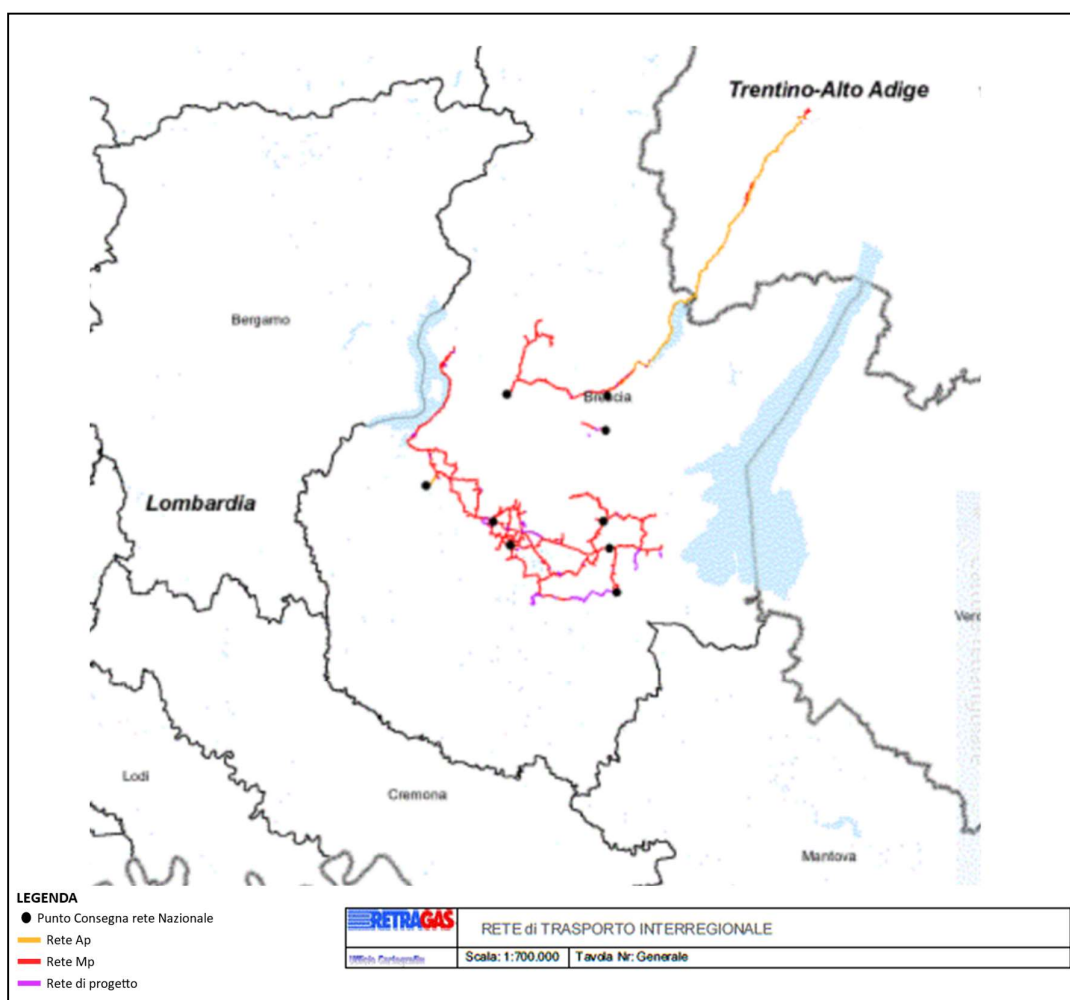 Trentino-Alto Adige
Bergamo
Brescia
Lombardia
Lodi
Cremona
Mantova
LEGENDA
Punto Consegna rete Nazionale
Rete Ap
Rete Mp
Rete di progetto
RETRAGAS
RETE di TRASPORTO INTERREGIONALE
Ufficio Cartografia
Scala: 1:700.000
Tavola Nr: Generale